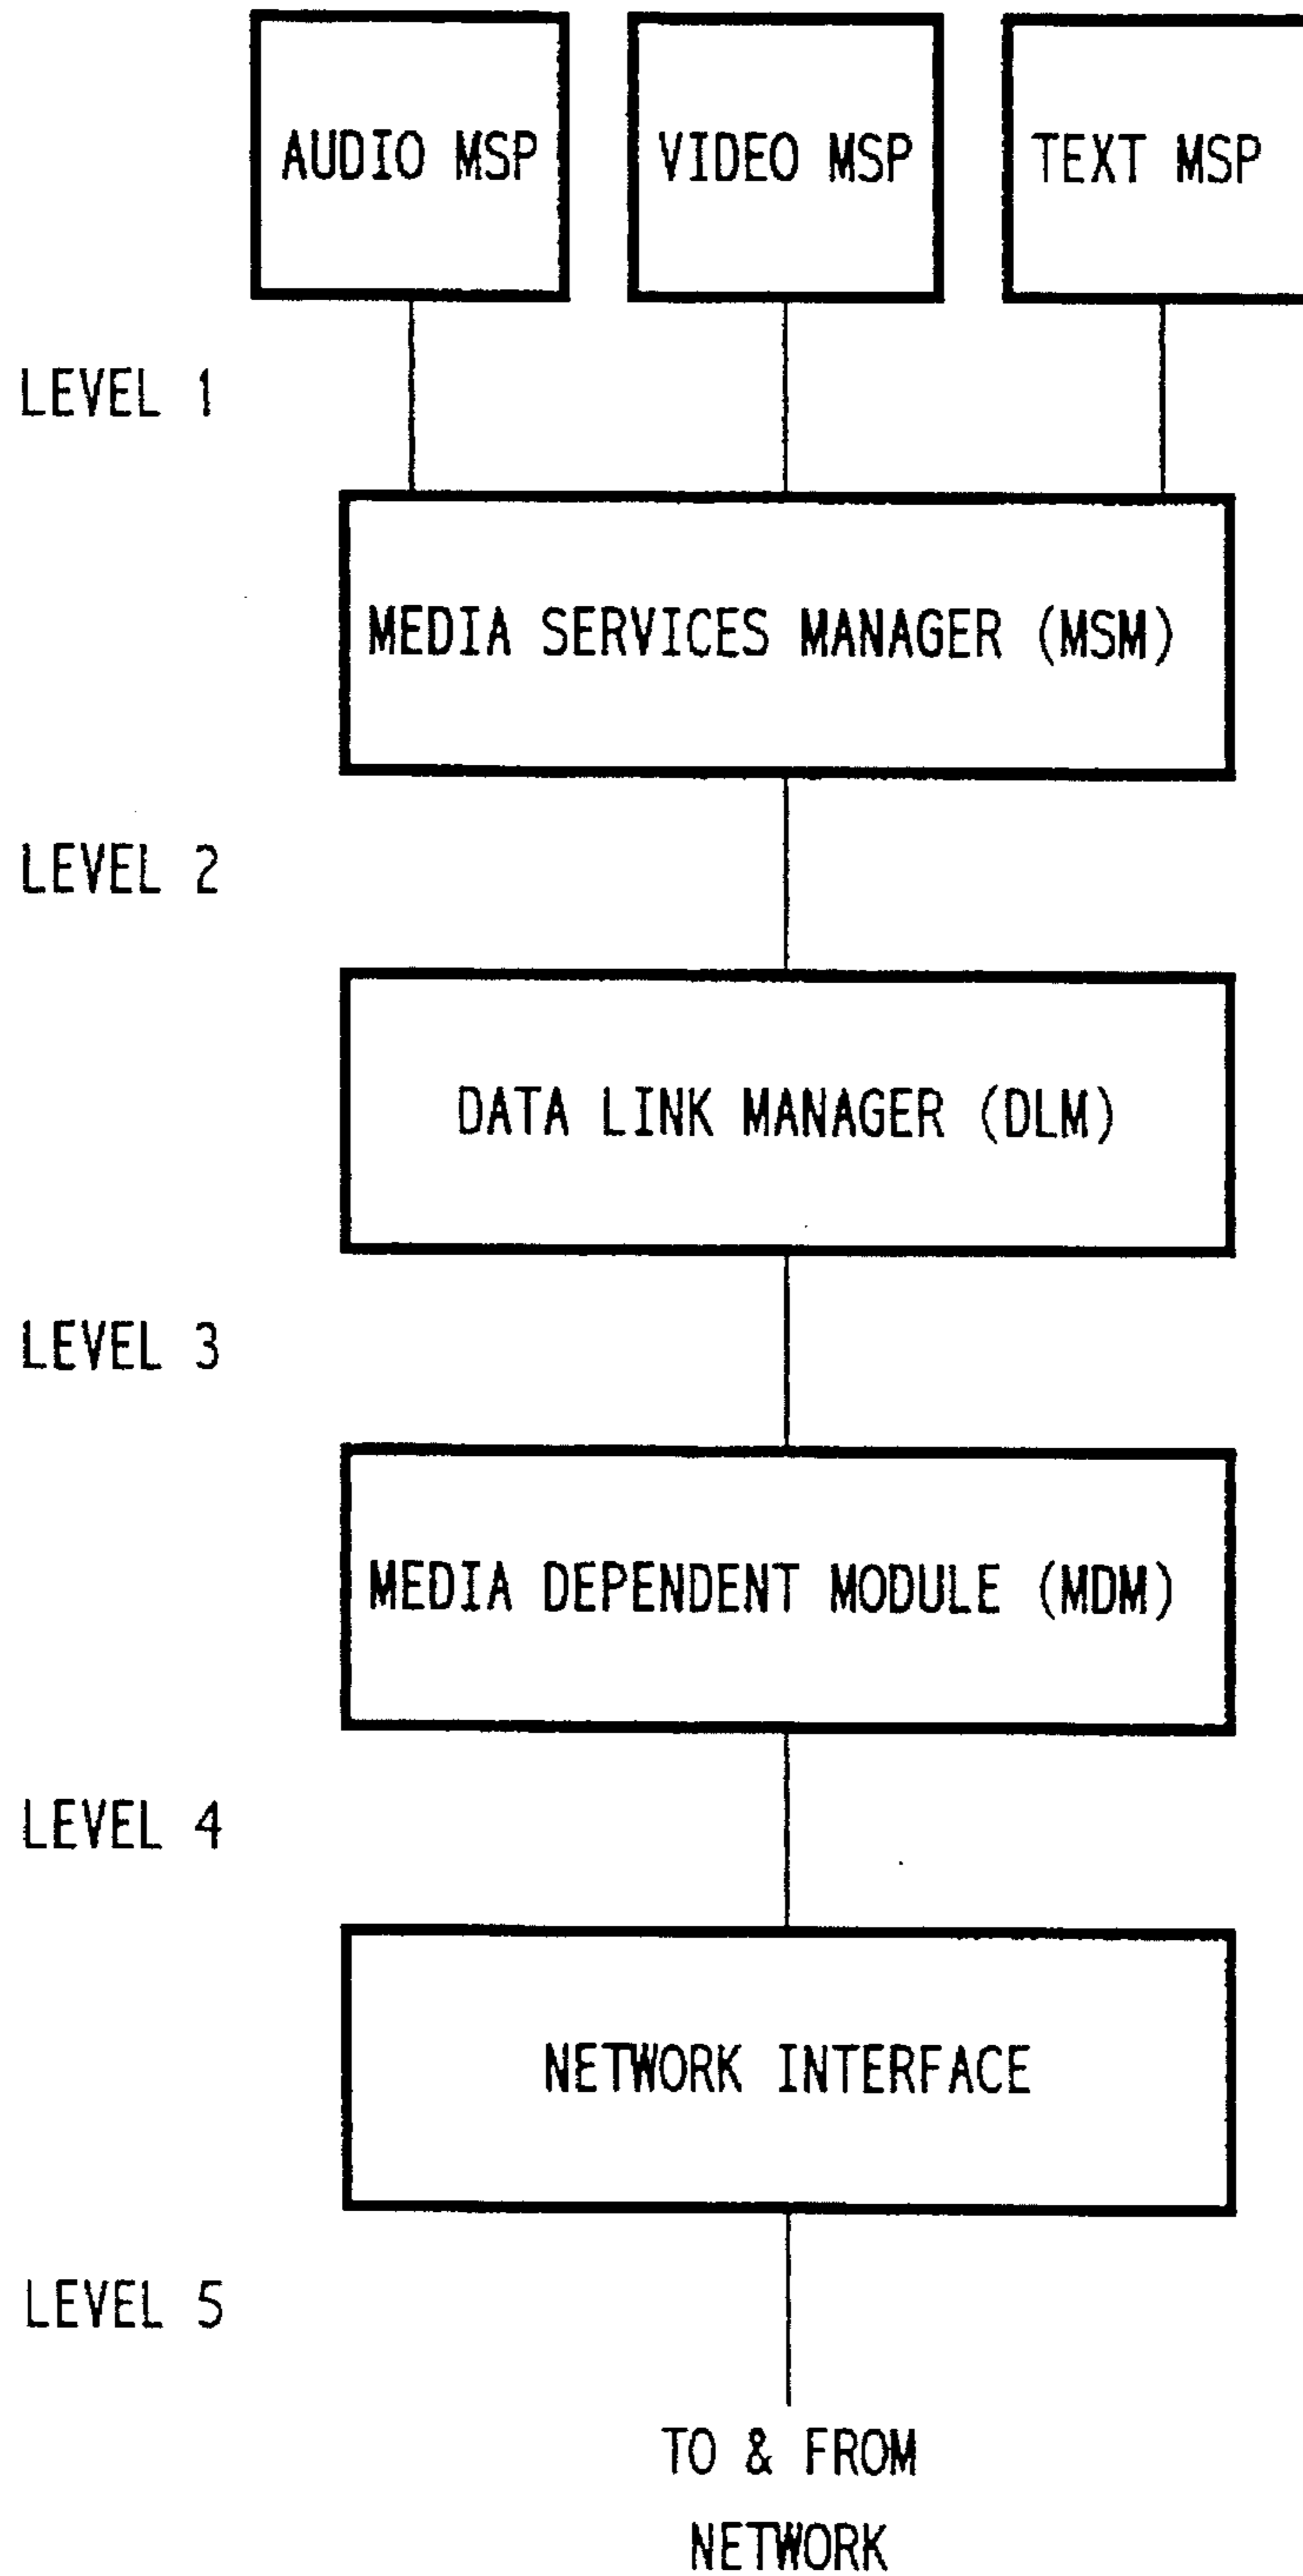 AUDIO MSP
VIDEO MSP
TEXT MSP
LEVEL 1
MEDIA SERVICES MANAGER (MSM)
LEVEL 2
DATA LINK MANAGER (DLM)
LEVEL 3
MEDIA DEPENDENT MODULE (MDM)
LEVEL 4
NETWORK INTERFACE
LEVEL 5
TO & FROM
NETWORK